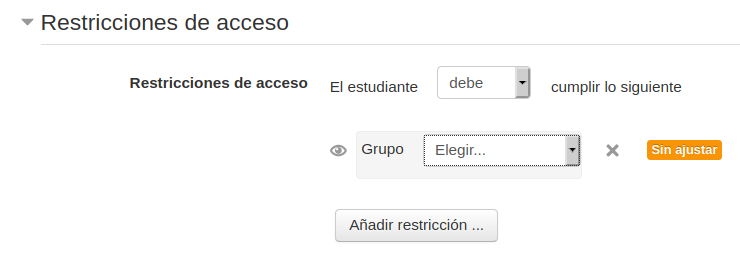 Restricciones de acceso
Restricciones de acceso El estudiante debe cumplir lo siguiente
Grupo Elegir... Sin ajustar
Añadir restricción ...